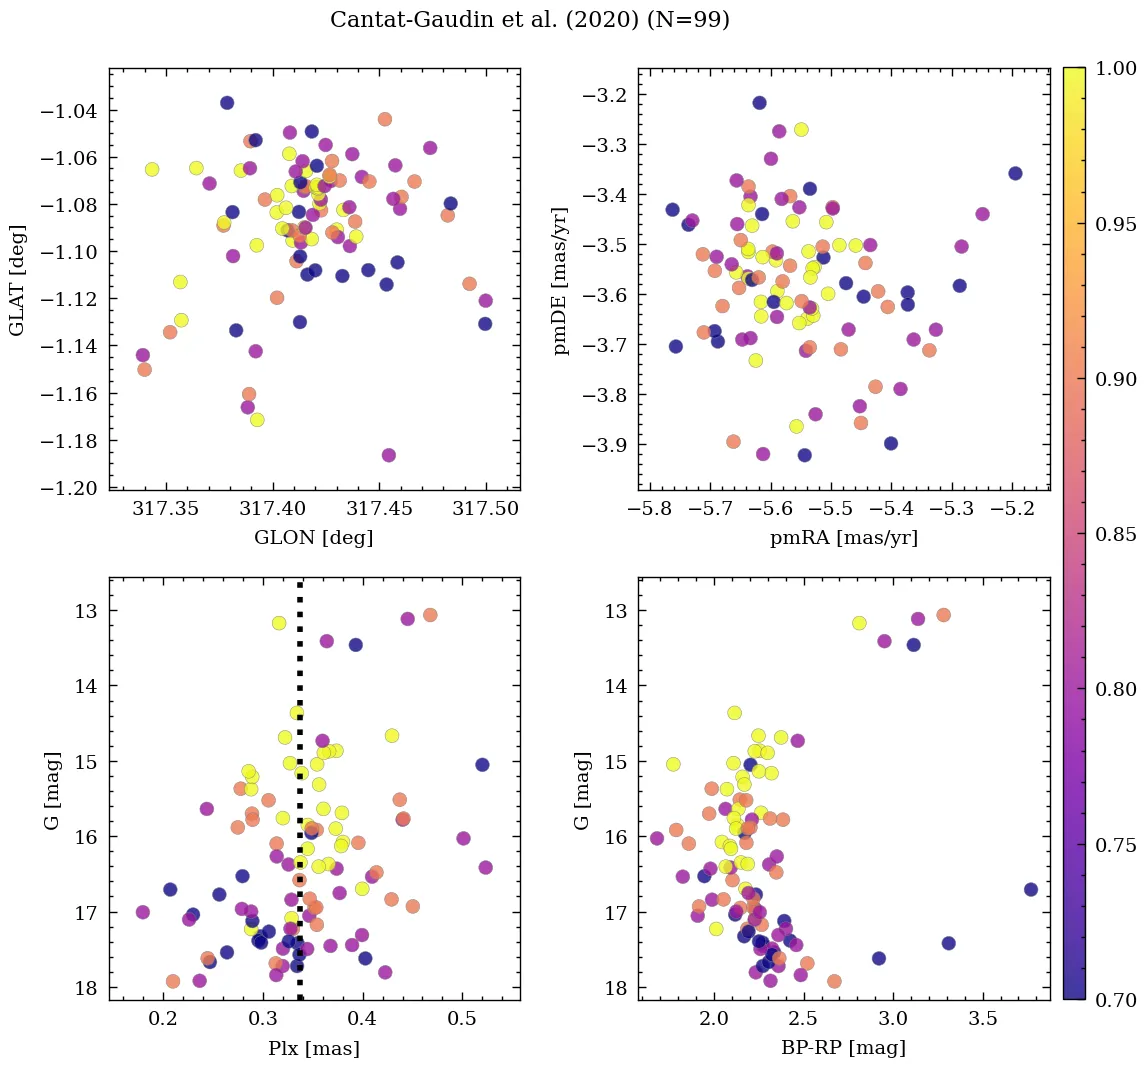 Cantat-Gaudin et al. (2020) (N=99)
−1.04
−1.06
−1.08
−1.10
−1.12
−1.14
−1.16
−1.18
−1.20
GLAT [deg]
317.35 317.40 317.45 317.50
GLON [deg]
−3.2
−3.3
−3.4
−3.5
−3.6
−3.7
−3.8
−3.9
pmDE [mas/yr]
−5.8 −5.7 −5.6 −5.5 −5.4 −5.3 −5.2
pmRA [mas/yr]
13
14
15
16
17
18
G [mag]
0.2 0.3 0.4 0.5
Plx [mas]
13
14
15
16
17
18
G [mag]
2.0 2.5 3.0 3.5
BP-RP [mag]
1.00
0.95
0.90
0.85
0.80
0.75
0.70